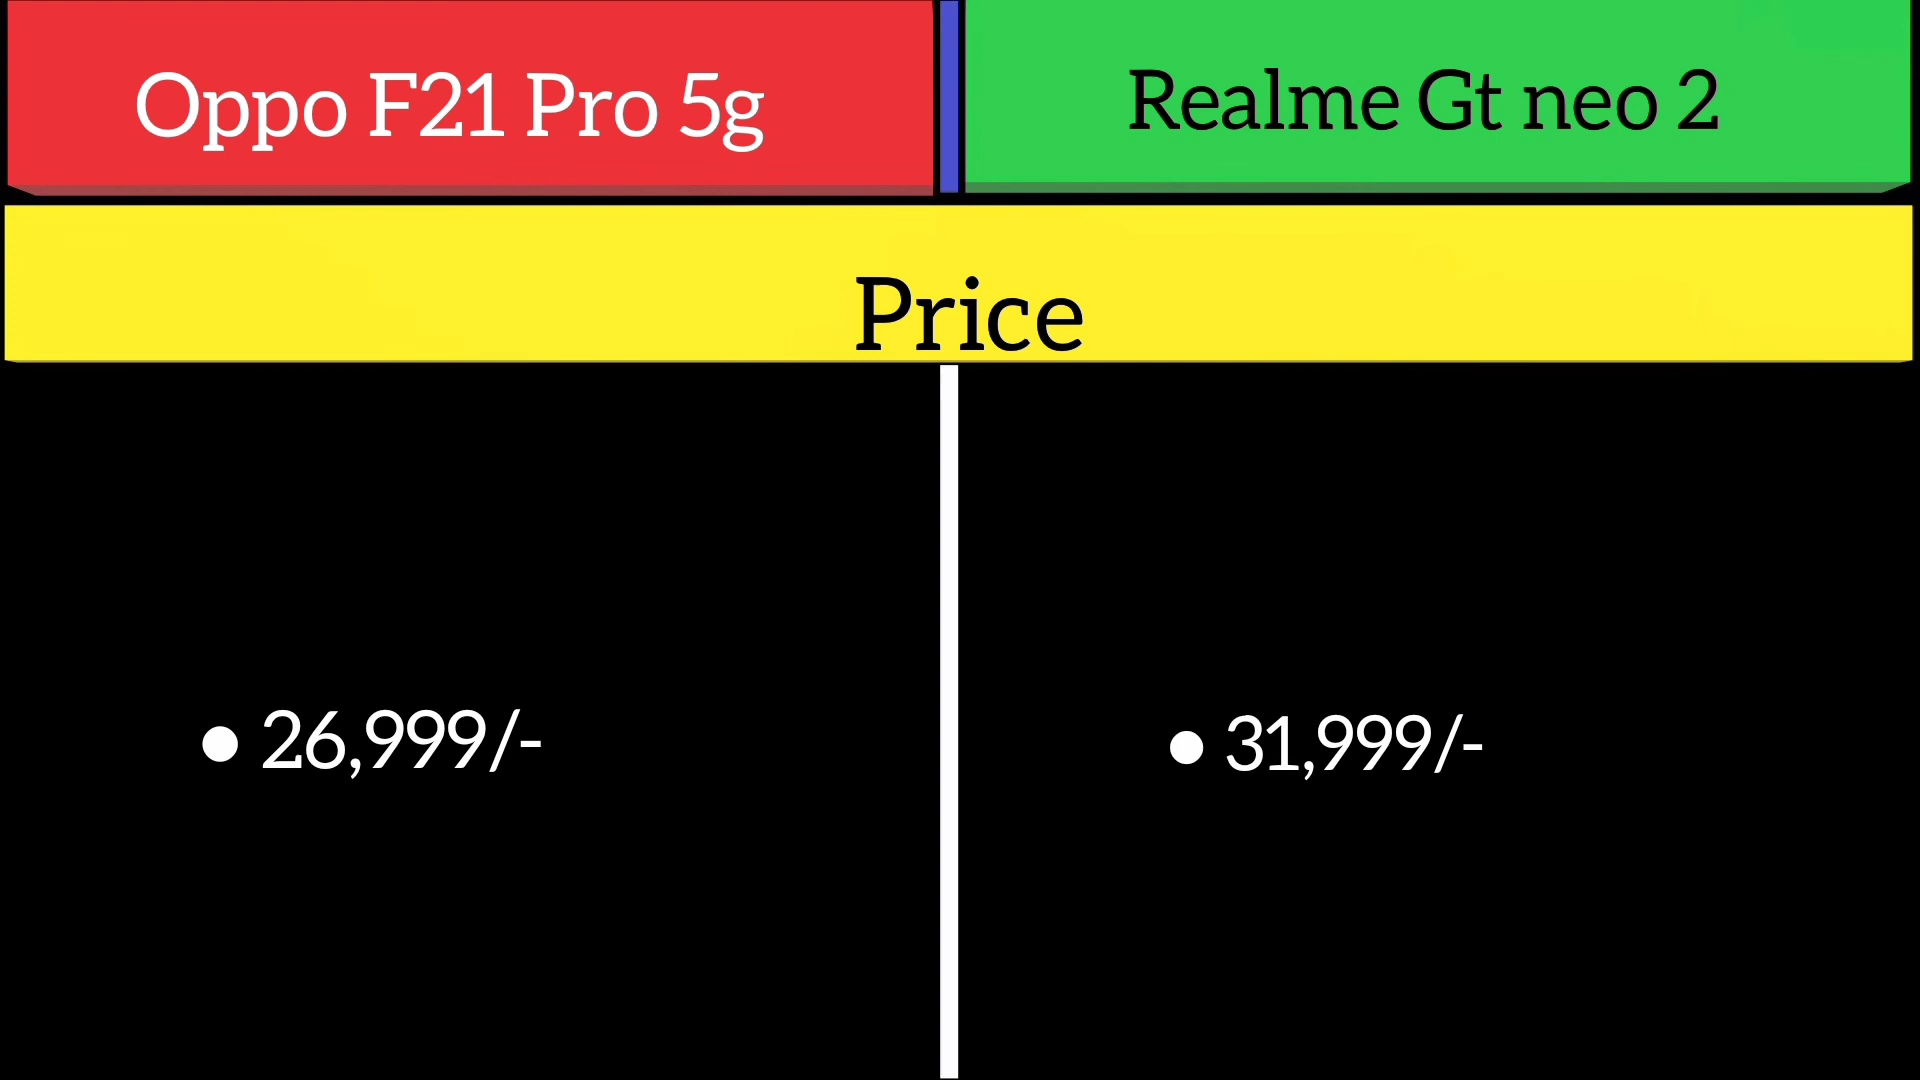 Oppo F21 Pro 5g
Realme Gt neo 2
Price
● 26,999/-
● 31,999/-